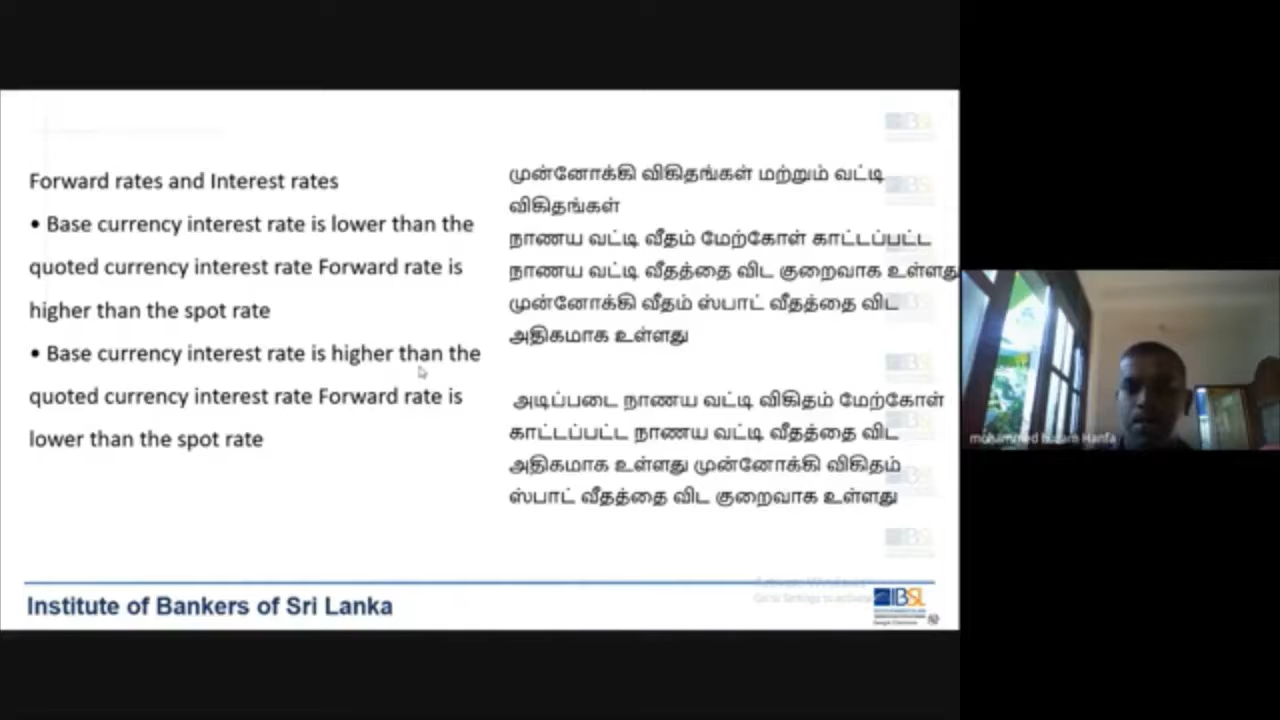 Forward rates and Interest rates
• Base currency interest rate is lower than the
quoted currency interest rate Forward rate is
higher than the spot rate
• Base currency interest rate is higher than the
quoted currency interest rate Forward rate is
lower than the spot rate
முன்னோக்கி விகிதங்கள் மற்றும் வட்டி
விகிதங்கள்
நாணய வட்டி வீதம் மேற்கோள் காட்டப்பட்ட
நாணய வட்டி வீதத்தை விட குறைவாக உள்ளது
முன்னோக்கி வீதம் ஸ்பாட் வீதத்தை விட
அதிகமாக உள்ளது
அடிப்படை நாணய வட்டி விகிதம் மேற்கோள்
காட்டப்பட்ட நாணய வட்டி வீதத்தை விட
அதிகமாக உள்ளது முன்னோக்கி விகிதம்
ஸ்பாட் வீதத்தை விட குறைவாக உள்ளது
Institute of Bankers of Sri Lanka
IBSL
mohammed Hanfa